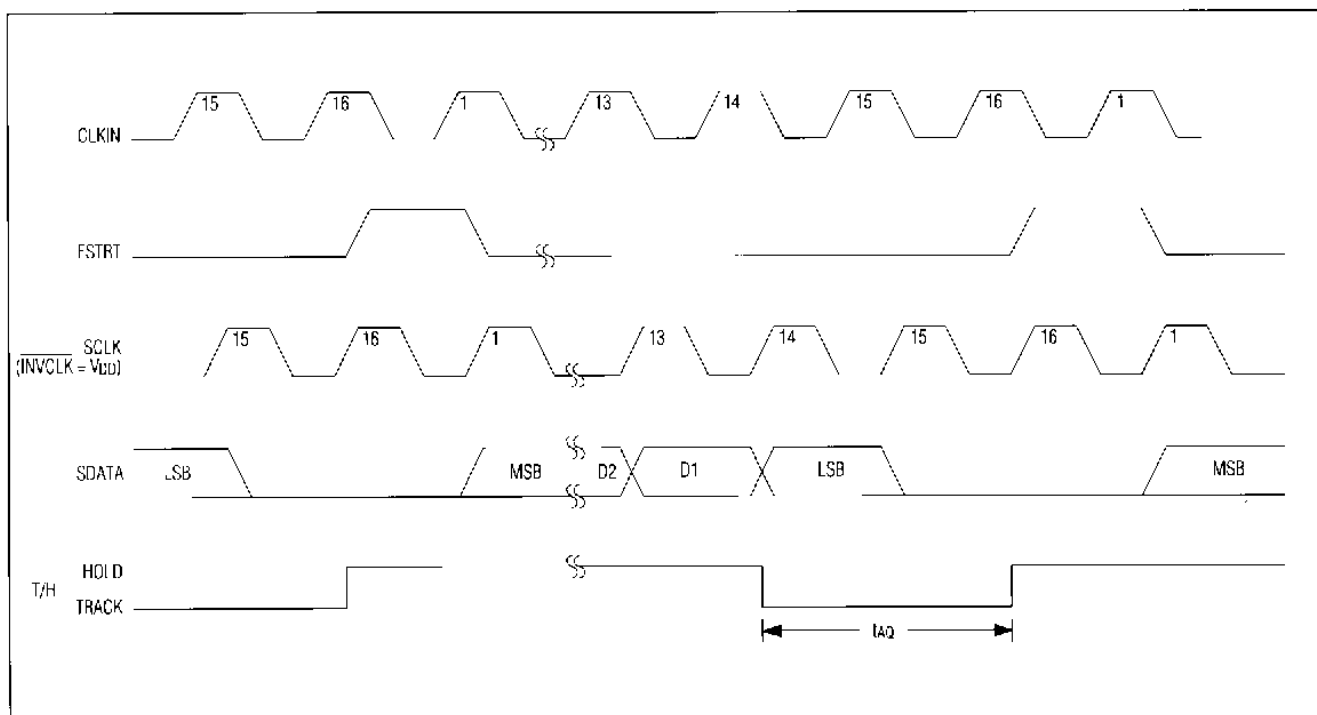 15 16 1 13 14 15 16 1
CLKIN
FSTRT
15 16 1 13 14 15 16 1
SCLK
(INVCLK = VDD)
SDATA LSB MSB D2 D1 LSB MSB
HOLD
T/H
TRACK
tAQ